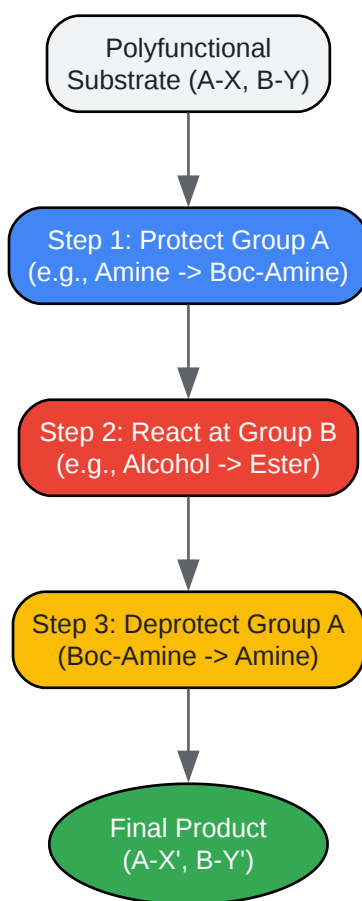 Polyfunctional
Substrate (A-X, B-Y)
Step 1: Protect Group A
(e.g., Amine -> Boc-Amine)
Step 2: React at Group B
(e.g., Alcohol -> Ester)
Step 3: Deprotect Group A
(Boc-Amine -> Amine)
Final Product
(A-X', B-Y')